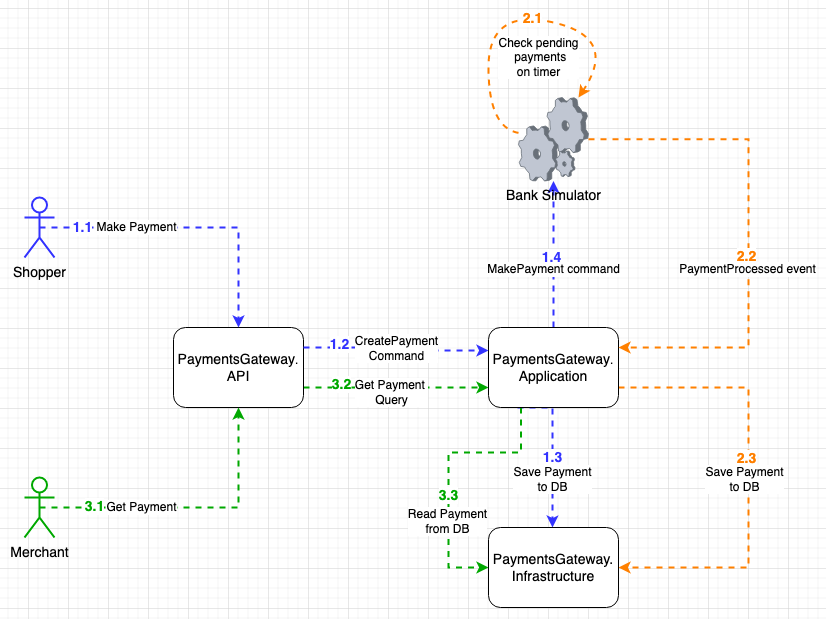 2.1
Check pending
payments
on timer
Bank Simulator
1.1 Make Payment
Shopper
1.4
MakePayment command
2.2
PaymentProcessed event
PaymentsGateway.
API
1.2 CreatePayment
Command
3.2 Get Payment
Query
PaymentsGateway.
Application
1.3
Save Payment
to DB
2.3
Save Payment
to DB
3.3
Read Payment
from DB
3.1 Get Payment
Merchant
PaymentsGateway.
Infrastructure